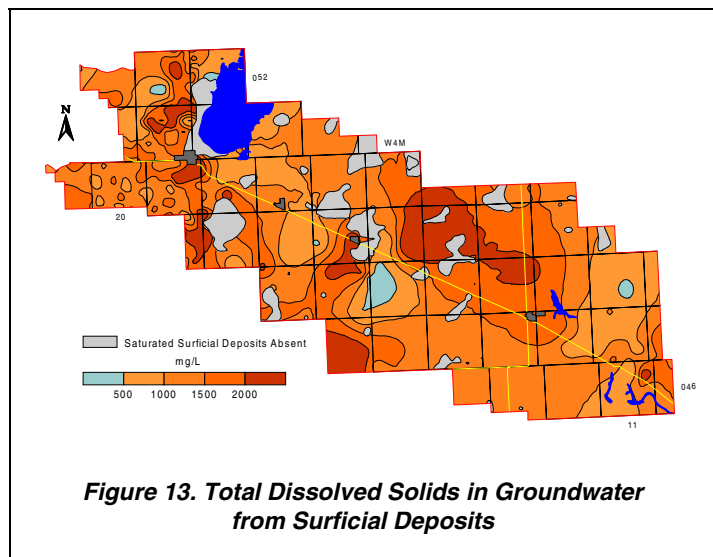 052
N
W4M
20
Saturated Surficial Deposits Absent
mg/L
500 1000 1500 2000
046
11
Figure 13. Total Dissolved Solids in Groundwater
from Surficial Deposits